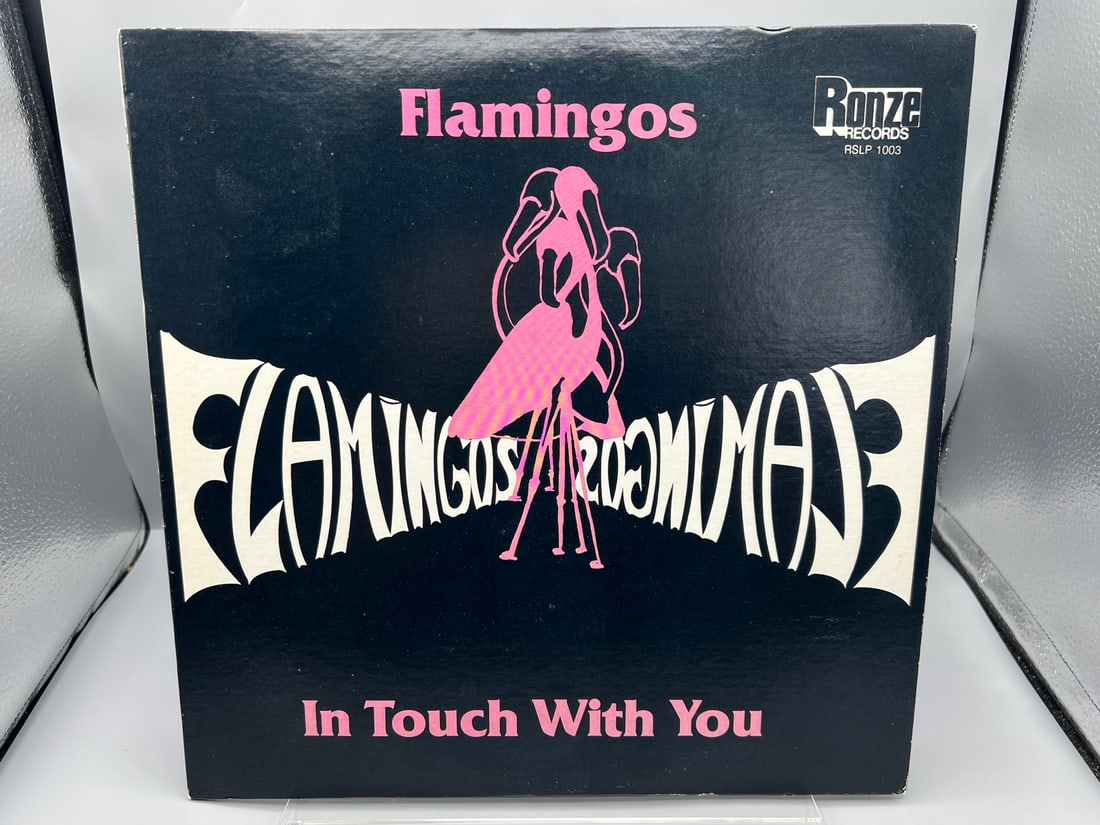 Flamingos
Ronze
RECORDS
RSLP 1003
FLAMINGOS FLAMINGOS
In Touch With You